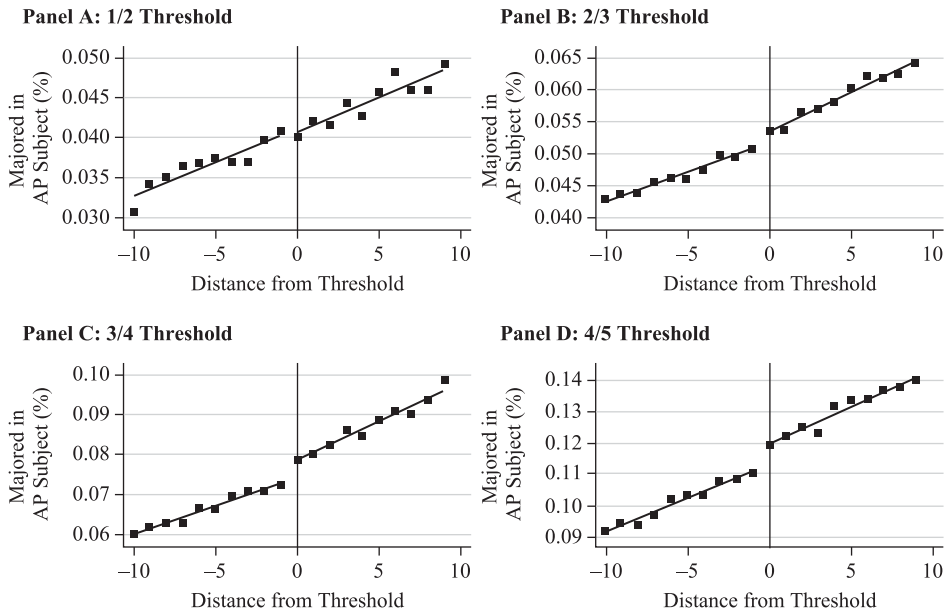 Panel A: 1/2 Threshold
Majored in
AP Subject (%)
0.050
0.045
0.040
0.035
0.030
–10
–5
0
5
10
Distance from Threshold
Panel B: 2/3 Threshold
Majored in
AP Subject (%)
0.065
0.060
0.055
0.050
0.045
0.040
–10
–5
0
5
10
Distance from Threshold
Panel C: 3/4 Threshold
Majored in
AP Subject (%)
0.10
0.09
0.08
0.07
0.06
–10
–5
0
5
10
Distance from Threshold
Panel D: 4/5 Threshold
Majored in
AP Subject (%)
0.14
0.13
0.12
0.11
0.10
0.09
–10
–5
0
5
10
Distance from Threshold